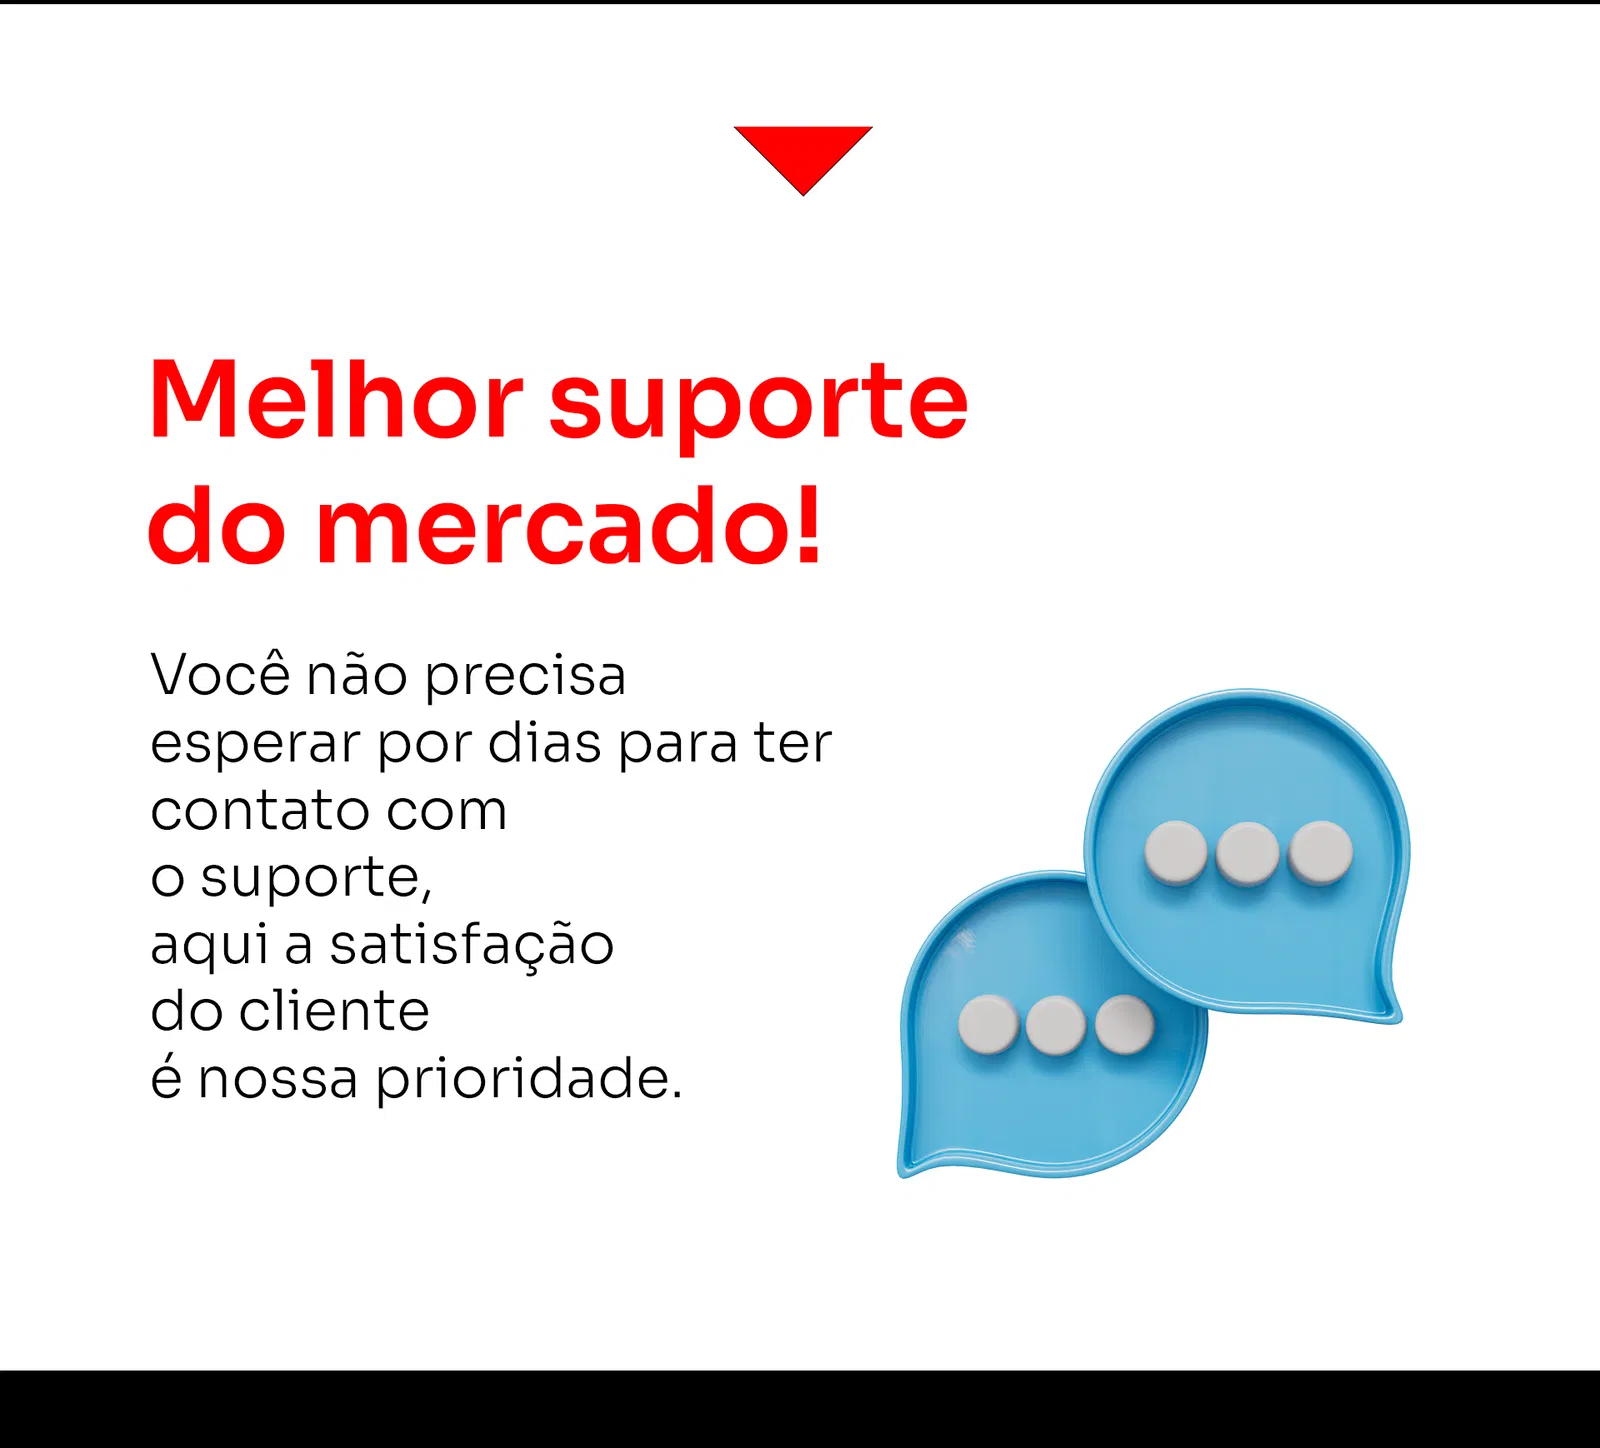 Melhor suporte
do mercado!
Você não precisa
esperar por dias para ter
contato com
o suporte,
aqui a satisfação
do cliente
é nossa prioridade.